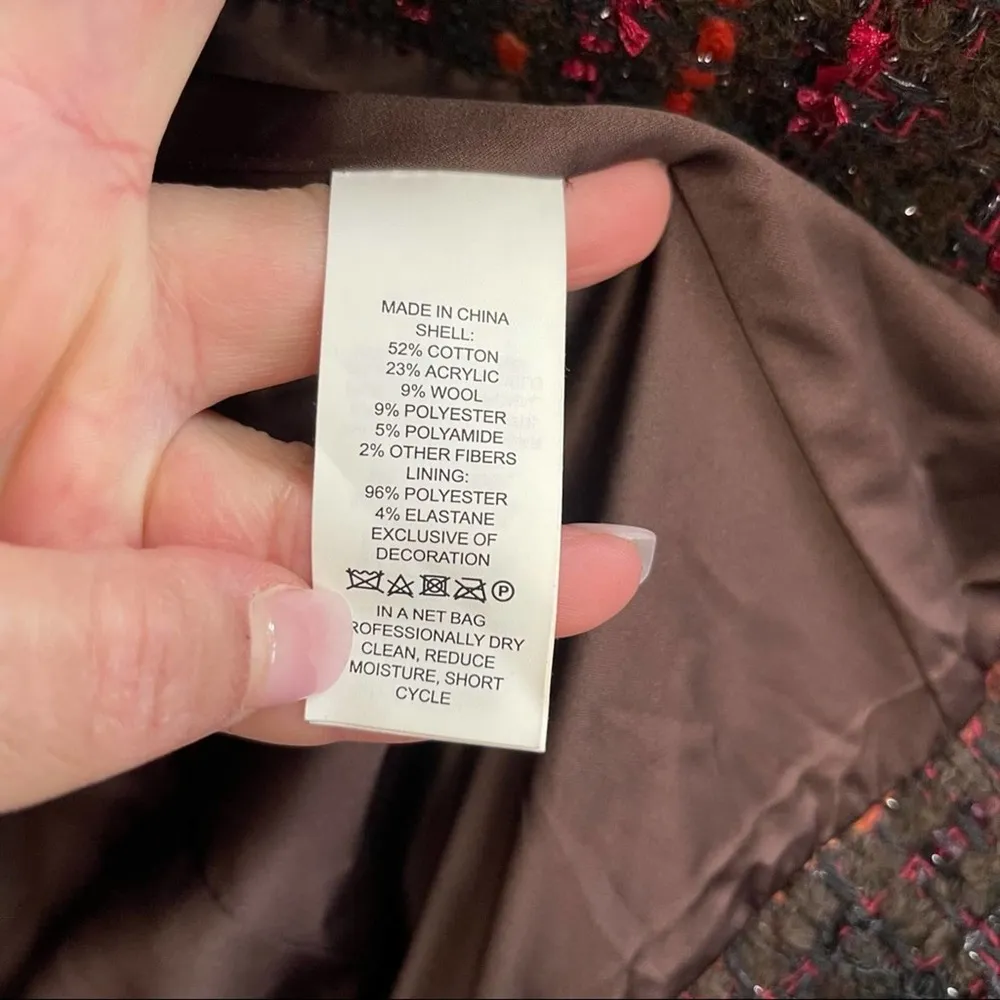 MADE IN CHINA
SHELL:
52% COTTON
23% ACRYLIC
9% WOOL
9% POLYESTER
5% POLYAMIDE
2% OTHER FIBERS
LINING:
96% POLYESTER
4% ELASTANE
EXCLUSIVE OF
DECORATION
P
IN A NET BAG
ROFESSIONALLY DRY
CLEAN, REDUCE
MOISTURE, SHORT
CYCLE